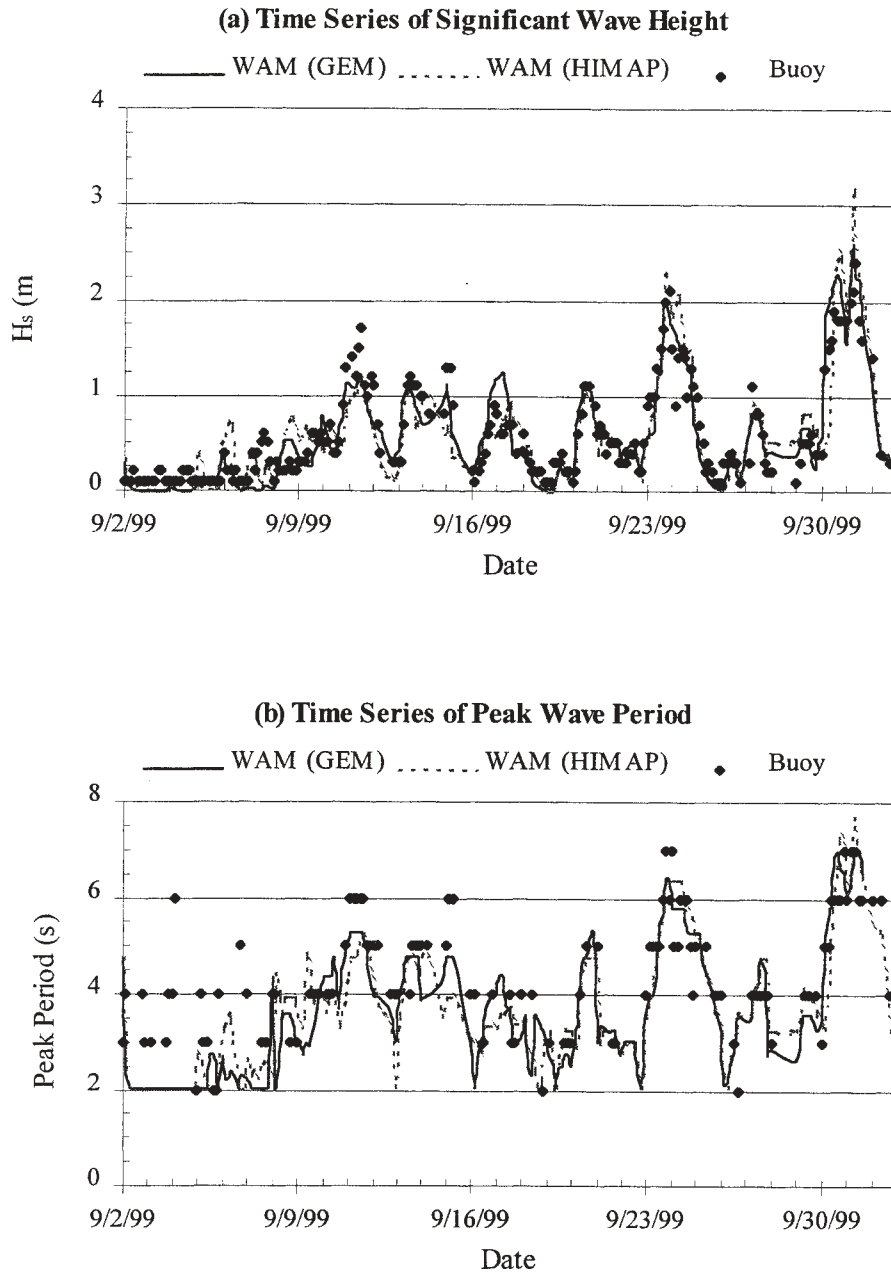 (a) Time Series of Significant Wave Height
WAM (GEM) WAM (HIMAP) Buoy
4
3
2
1
0
Hs (m
9/2/99 9/9/99 9/16/99 9/23/99 9/30/99
Date
(b) Time Series of Peak Wave Period
WAM (GEM) WAM (HIMAP) Buoy
8
6
4
2
0
Peak Period (s)
9/2/99 9/9/99 9/16/99 9/23/99 9/30/99
Date